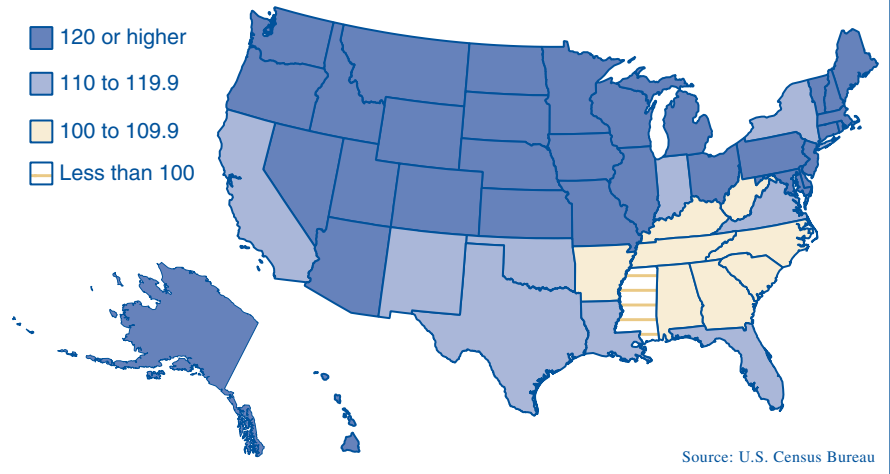 120 or higher
110 to 119.9
100 to 109.9
Less than 100
Source: U.S. Census Bureau